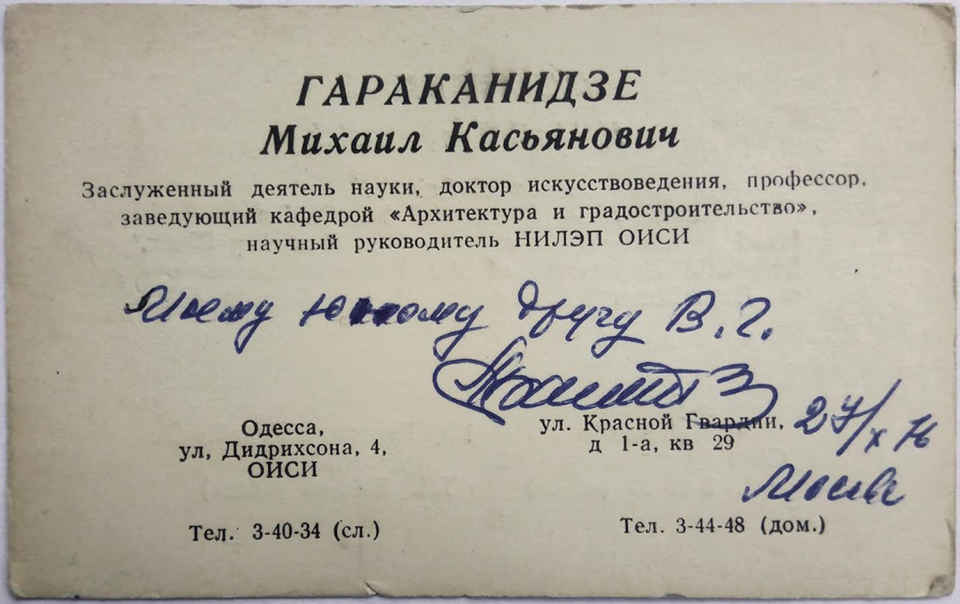 ГАРАКАНИДЗЕ
Михаил Касьянович
Заслуженный деятель науки, доктор искусствоведения, профессор,
заведующий кафедрой «Архитектура и градостроительство»,
научный руководитель НИЛЭП ОИСИ
Моему юному другу В. Г.
Одесса,
ул, Дидрихсона, 4,
ОИСИ
Тел. 3-40-34 (сл.)
ул. Красной Гвардии,
д 1-а, кв 29
27/X 76
Москва
Тел. 3-44-48 (дом.)